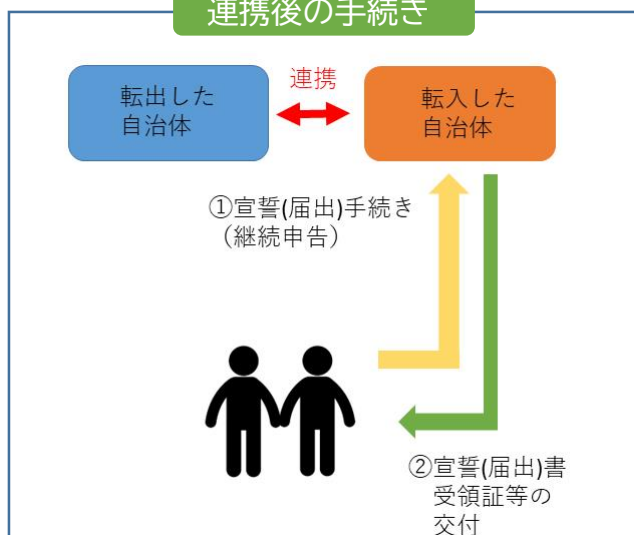 連携後の手続き
転出した
自治体
連携
転入した
自治体
①宣誓(届出)手続き
（継続申告）
②宣誓(届出)書
受領証等の
交付